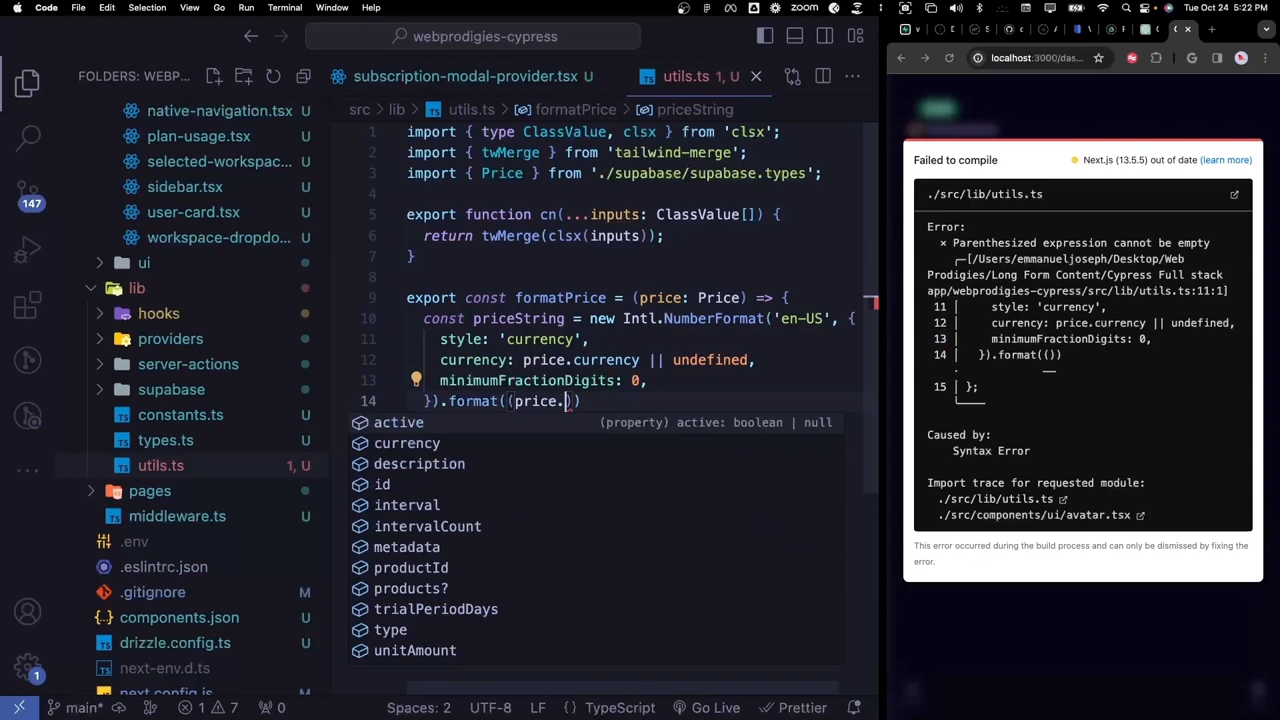 Code File Edit Selection View Go Run Terminal Window Help
zoom
Tue Oct 24 5:22 PM
webprodigies-cypress
localhost:3000/das...
FOLDERS: WEBP...
subscription-modal-provider.tsx U
utils.ts 1, U
src lib utils.ts formatPrice priceString
native-navigation.tsx U
plan-usage.tsx U
selected-workspac... U
sidebar.tsx U
user-card.tsx U
workspace-dropdo... U
ui
lib
hooks
providers
server-actions
supabase
constants.ts U
types.ts U
utils.ts 1, U
pages
middleware.ts U
.env
.eslintrc.json
.gitignore M
components.json U
drizzle.config.ts U
next-env.d.ts
next.config.js M
147
1
1 import { type ClassValue, clsx } from 'clsx';
2 import { twMerge } from 'tailwind-merge';
3 import { Price } from './supabase/supabase.types';
4
5 export function cn(...inputs: ClassValue[]) {
6 return twMerge(clsx(inputs));
7 }
8
9 export const formatPrice = (price: Price) => {
10 const priceString = new Intl.NumberFormat('en-US', {
11 style: 'currency',
12 currency: price.currency || undefined,
13 minimumFractionDigits: 0,
14 }).format((price.))
active (property) active: boolean | null
currency
description
id
interval
intervalCount
metadata
productId
products?
trialPeriodDays
type
unitAmount
Failed to compile
Next.js (13.5.5) out of date (learn more)
./src/lib/utils.ts
Error:
× Parenthesized expression cannot be empty
╭─[/Users/emmanueljoseph/Desktop/Web
Prodigies/Long Form Content/Cypress Full stack
app/webprodigies-cypress/src/lib/utils.ts:11:1]
11 │ style: 'currency',
12 │ currency: price.currency || undefined,
13 │ minimumFractionDigits: 0,
14 │ }).format(())
· ──
15 │ };
╰────
Caused by:
Syntax Error
Import trace for requested module:
./src/lib/utils.ts
./src/components/ui/avatar.tsx
This error occurred during the build process and can only be dismissed by fixing the
error.
main* 1 7 0
Spaces: 2 UTF-8 LF {} TypeScript Go Live Prettier